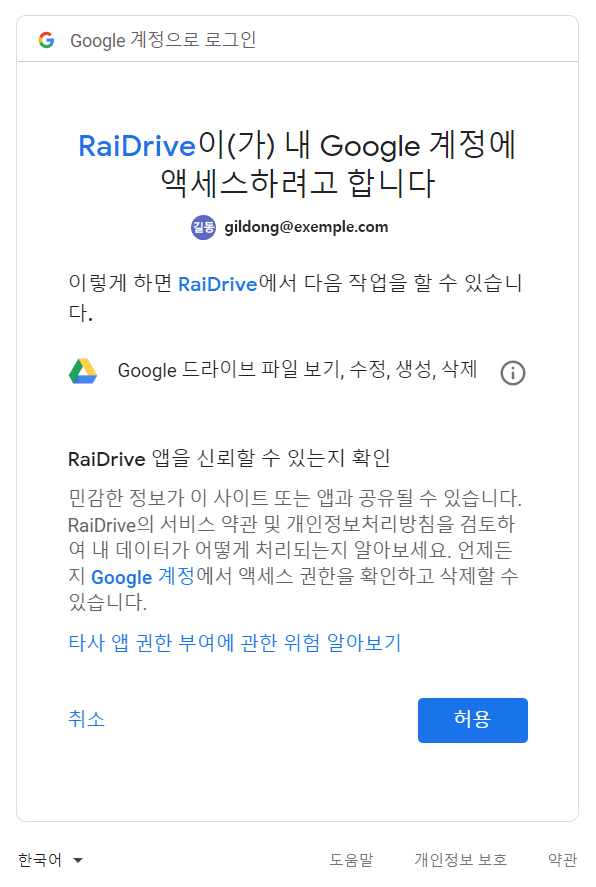 Google 계정으로 로그인
RaiDrive이(가) 내 Google 계정에
액세스하려고 합니다
길동 gildong@exemple.com
이렇게 하면 RaiDrive에서 다음 작업을 할 수 있습니
다.
Google 드라이브 파일 보기, 수정, 생성, 삭제
RaiDrive 앱을 신뢰할 수 있는지 확인
민감한 정보가 이 사이트 또는 앱과 공유될 수 있습니다.
RaiDrive의 서비스 약관 및 개인정보처리방침을 검토하
여 내 데이터가 어떻게 처리되는지 알아보세요. 언제든
지 Google 계정에서 액세스 권한을 확인하고 삭제할 수
있습니다.
타사 앱 권한 부여에 관한 위험 알아보기
취소 허용
한국어 도움말 개인정보 보호 약관